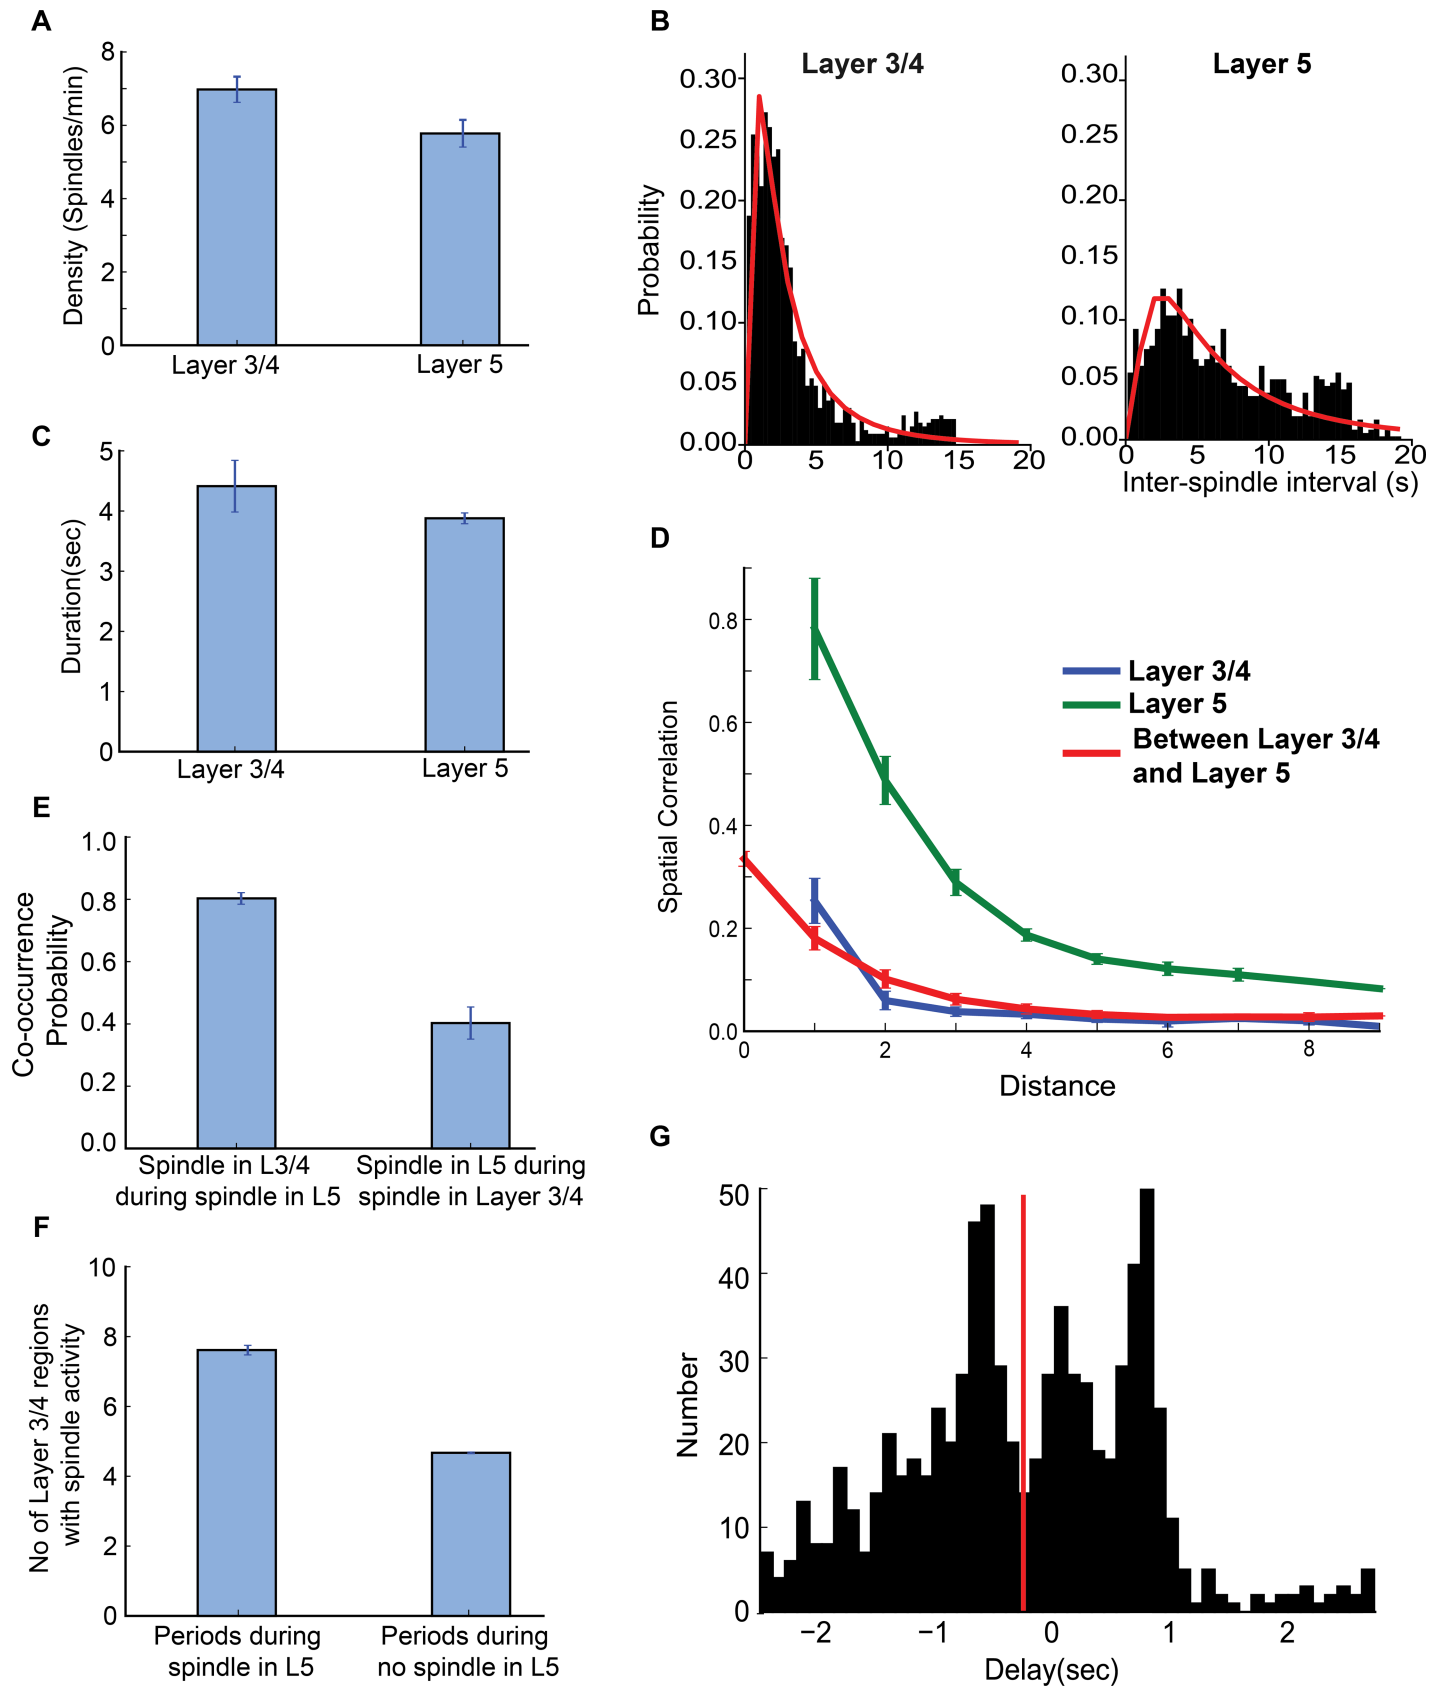 A
8
6
4
2
0
Density (Spindles/min)
Layer 3/4
Layer 5
B
Layer 3/4
0.30
0.25
0.20
0.15
0.10
0.05
0.00
Probability
0
5
10
15
20
Layer 5
0.30
0.25
0.20
0.15
0.10
0.05
0.00
0
5
10
15
20
Inter-spindle interval (s)
C
5
4
3
2
1
0
Duration(sec)
Layer 3/4
Layer 5
D
0.8
0.6
0.4
0.2
0.0
Spatial Correlation
Layer 3/4
Layer 5
Between Layer 3/4
and Layer 5
0
2
4
6
8
Distance
E
1.0
0.8
0.6
0.4
0.2
0.0
Co-occurrence
Probability
Spindle in L3/4
during spindle in L5
Spindle in L5 during
spindle in Layer 3/4
F
10
8
6
4
2
0
No of Layer 3/4 regions
with spindle activity
Periods during
spindle in L5
Periods during
no spindle in L5
G
50
40
30
20
10
0
Number
−2
−1
0
1
2
Delay(sec)